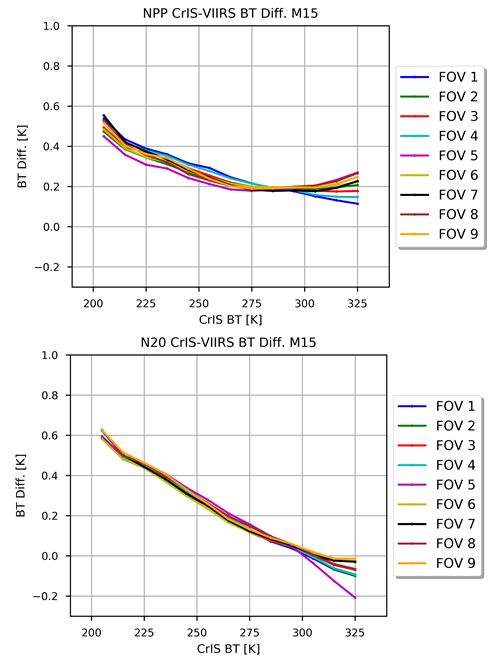 NPP CrIS-VIIRS BT Diff. M15
1.0
0.8
0.6
0.4
0.2
0.0
−0.2
BT Diff. [K]
200 225 250 275 300 325
CrIS BT [K]
FOV 1
FOV 2
FOV 3
FOV 4
FOV 5
FOV 6
FOV 7
FOV 8
FOV 9
N20 CrIS-VIIRS BT Diff. M15
1.0
0.8
0.6
0.4
0.2
0.0
−0.2
BT Diff. [K]
200 225 250 275 300 325
CrIS BT [K]
FOV 1
FOV 2
FOV 3
FOV 4
FOV 5
FOV 6
FOV 7
FOV 8
FOV 9